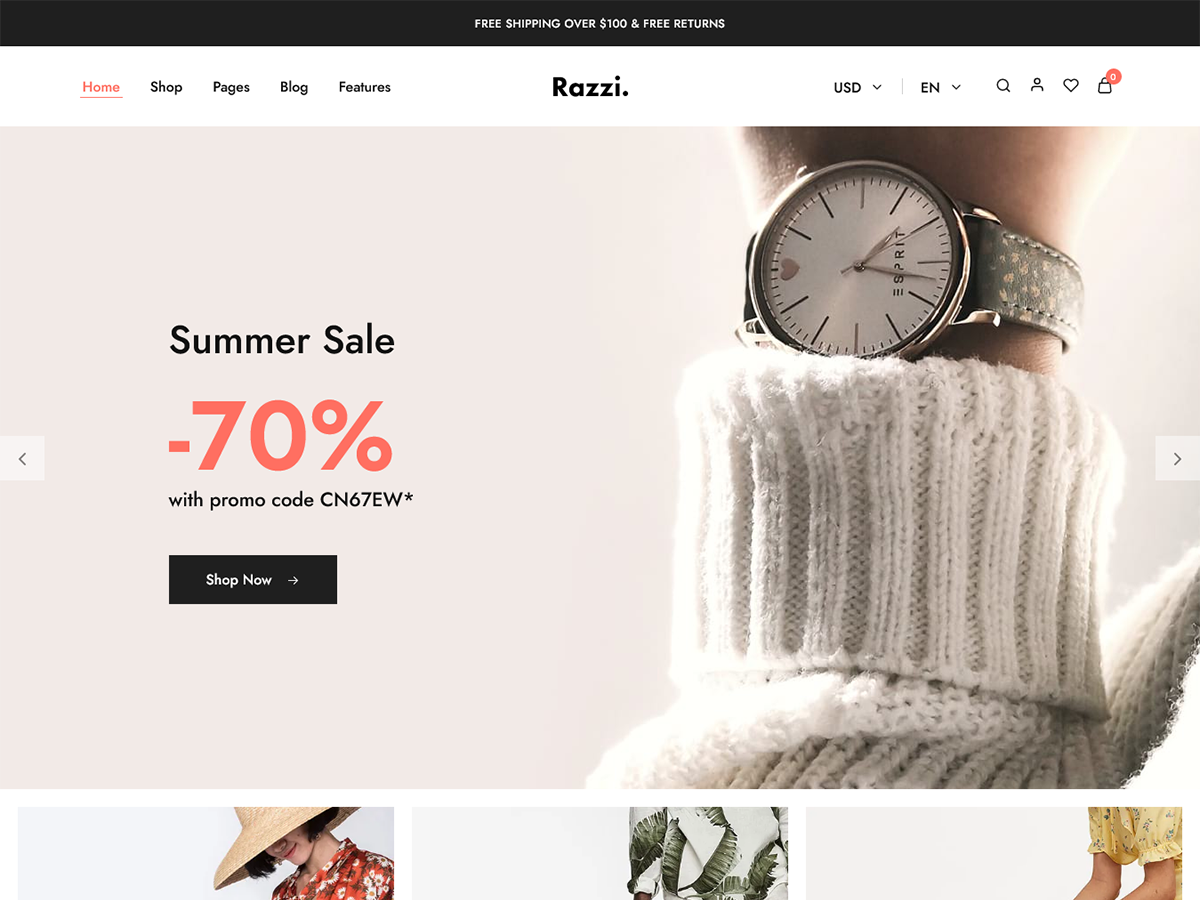 FREE SHIPPING OVER $100 & FREE RETURNS
Home Shop Pages Blog Features Razzi. USD EN 0
ESPRIT
Summer Sale
-70%
with promo code CN67EW*
Shop Now →